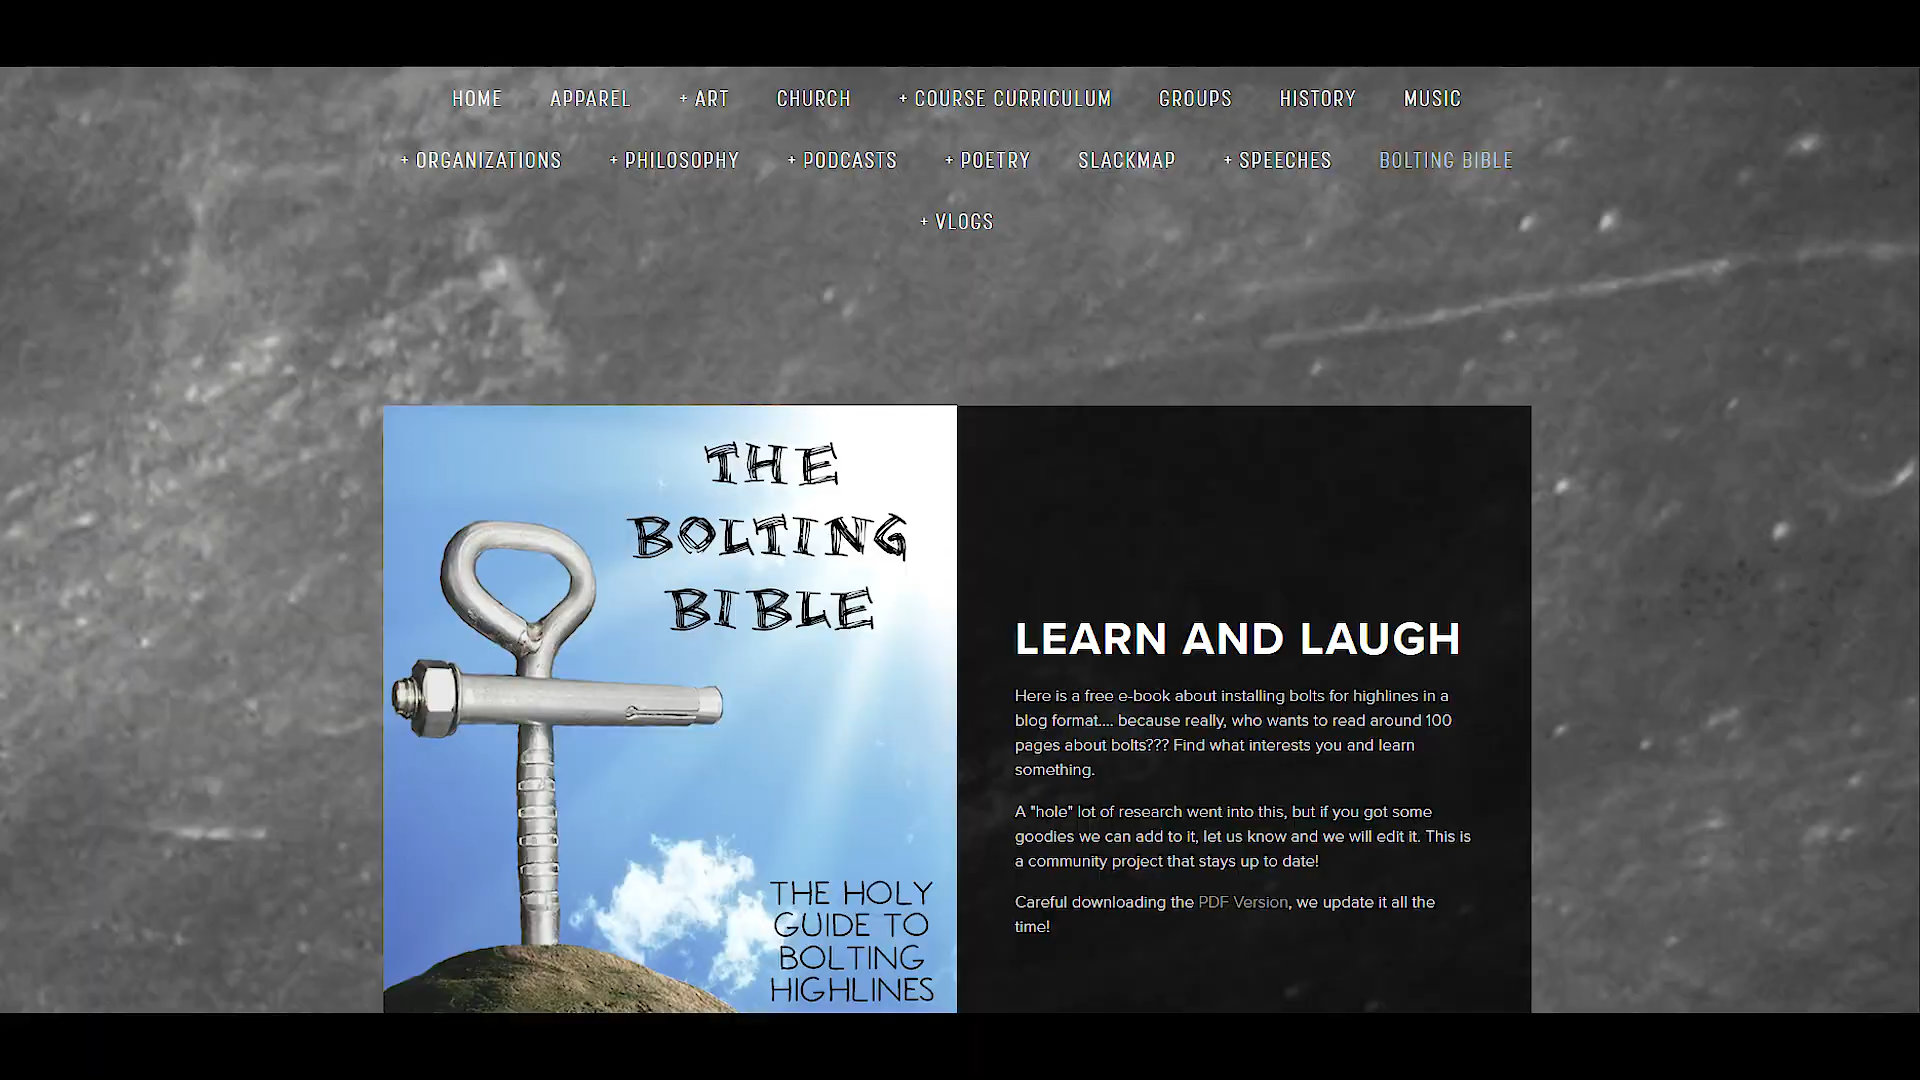 HOME APPAREL + ART CHURCH + COURSE CURRICULUM GROUPS HISTORY MUSIC
+ ORGANIZATIONS + PHILOSOPHY + PODCASTS + POETRY SLACKMAP + SPEECHES BOLTING BIBLE
+ VLOGS
THE
BOLTING
BIBLE
THE HOLY
GUIDE TO
BOLTING
HIGHLINES
LEARN AND LAUGH
Here is a free e-book about installing bolts for highlines in a
blog format.... because really, who wants to read around 100
pages about bolts??? Find what interests you and learn
something.
A "hole" lot of research went into this, but if you got some
goodies we can add to it, let us know and we will edit it. This is
a community project that stays up to date!
Careful downloading the PDF Version, we update it all the
time!